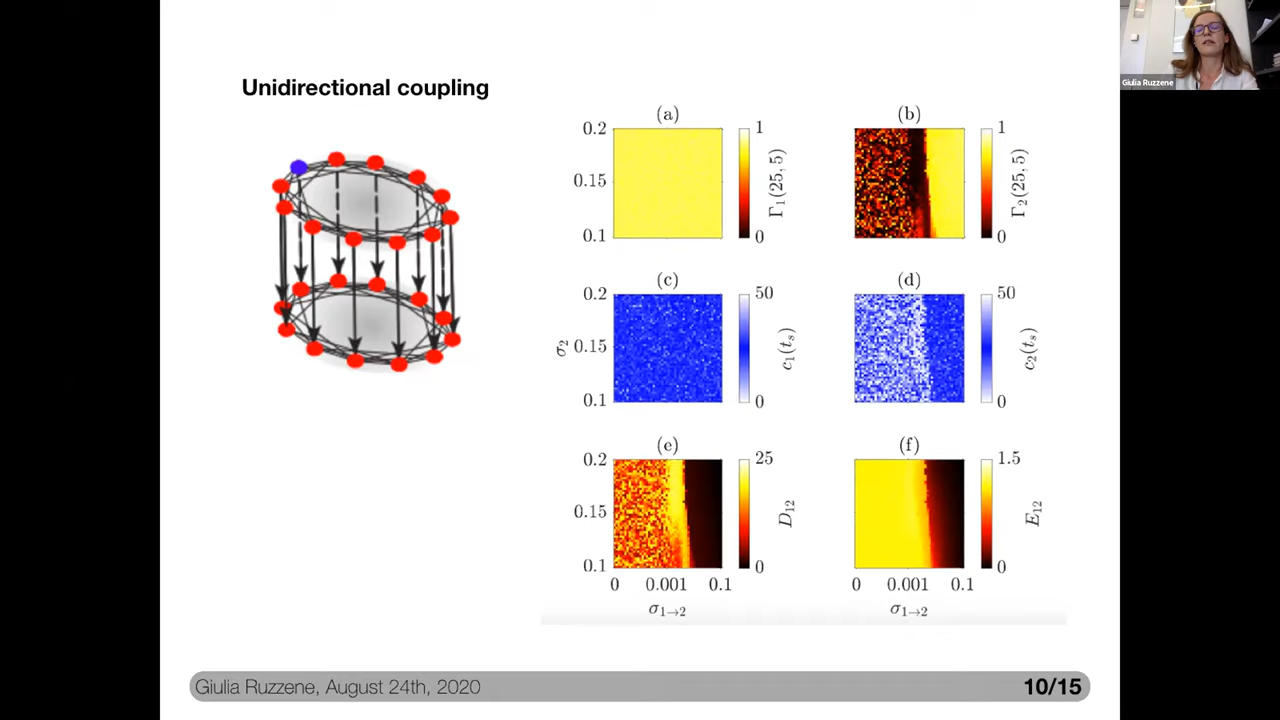 Giulia Ruzzene
Unidirectional coupling
(a)
0.2
0.15
0.1
1
0
Γ₁(25, 5)
(b)
1
0
Γ₂(25, 5)
(c)
0.2
0.15
0.1
σ₂
50
0
c₁(tₛ)
(d)
50
0
c₂(tₛ)
(e)
0.2
0.15
0.1
25
0
D₁₂
0 0.001 0.1
σ₁→₂
(f)
1.5
0
E₁₂
0 0.001 0.1
σ₁→₂
Giulia Ruzzene, August 24th, 2020
10/15